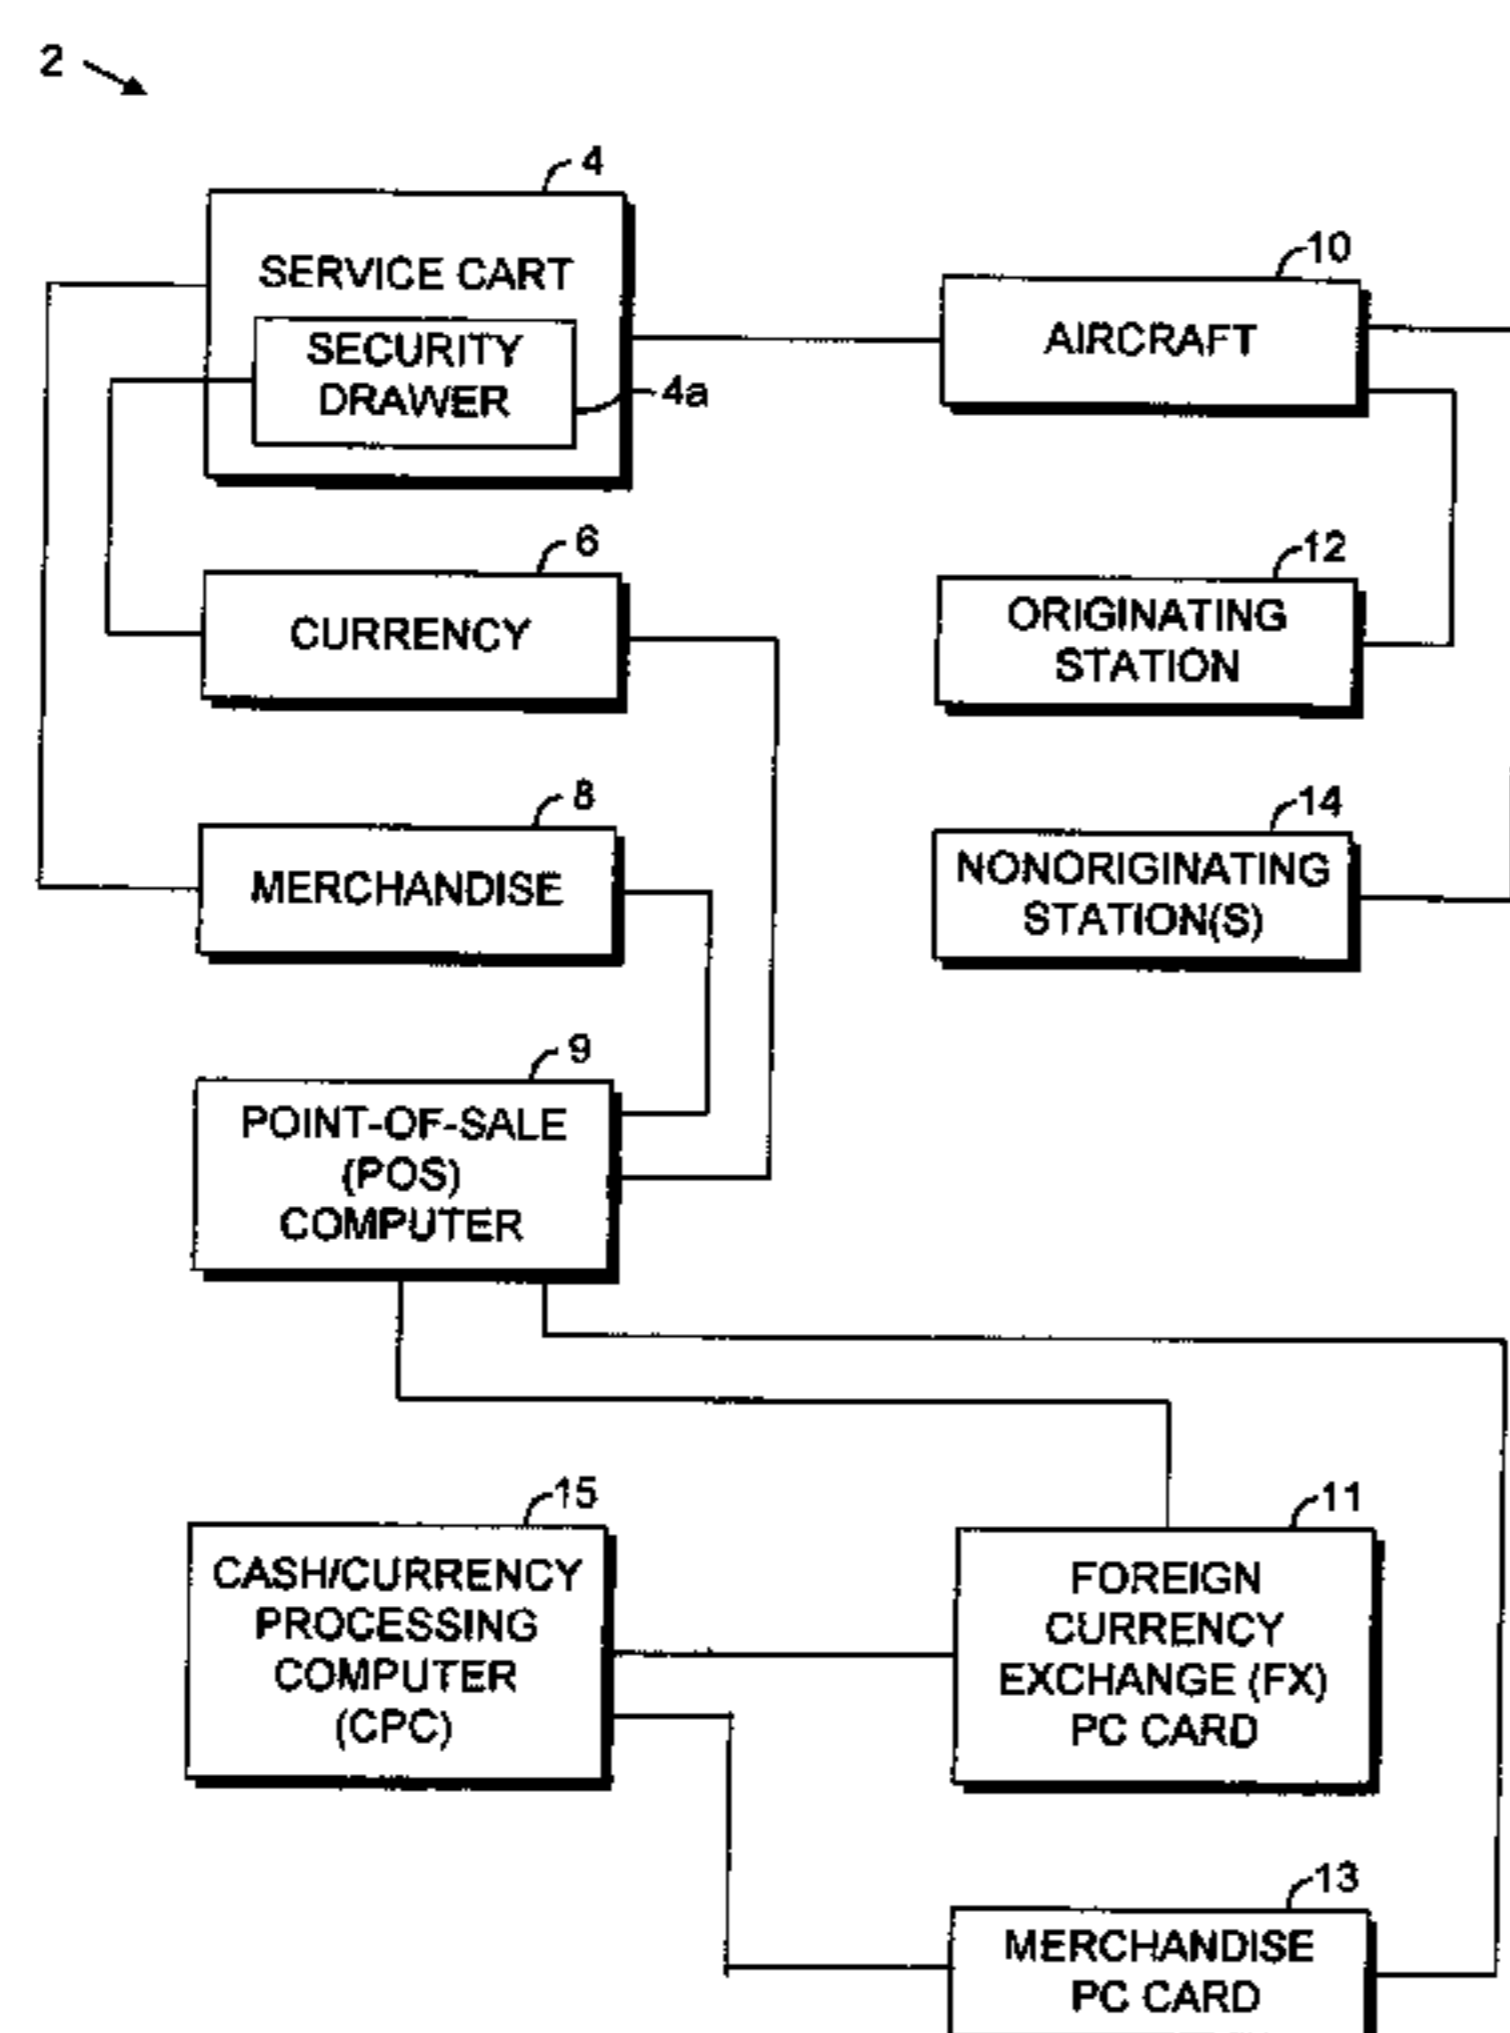 2
4
SERVICE CART
SECURITY
DRAWER
4a
10
AIRCRAFT
6
CURRENCY
12
ORIGINATING
STATION
8
MERCHANDISE
14
NONORIGINATING
STATION(S)
9
POINT-OF-SALE
(POS)
COMPUTER
15
CASH/CURRENCY
PROCESSING
COMPUTER
(CPC)
11
FOREIGN
CURRENCY
EXCHANGE (FX)
PC CARD
13
MERCHANDISE
PC CARD